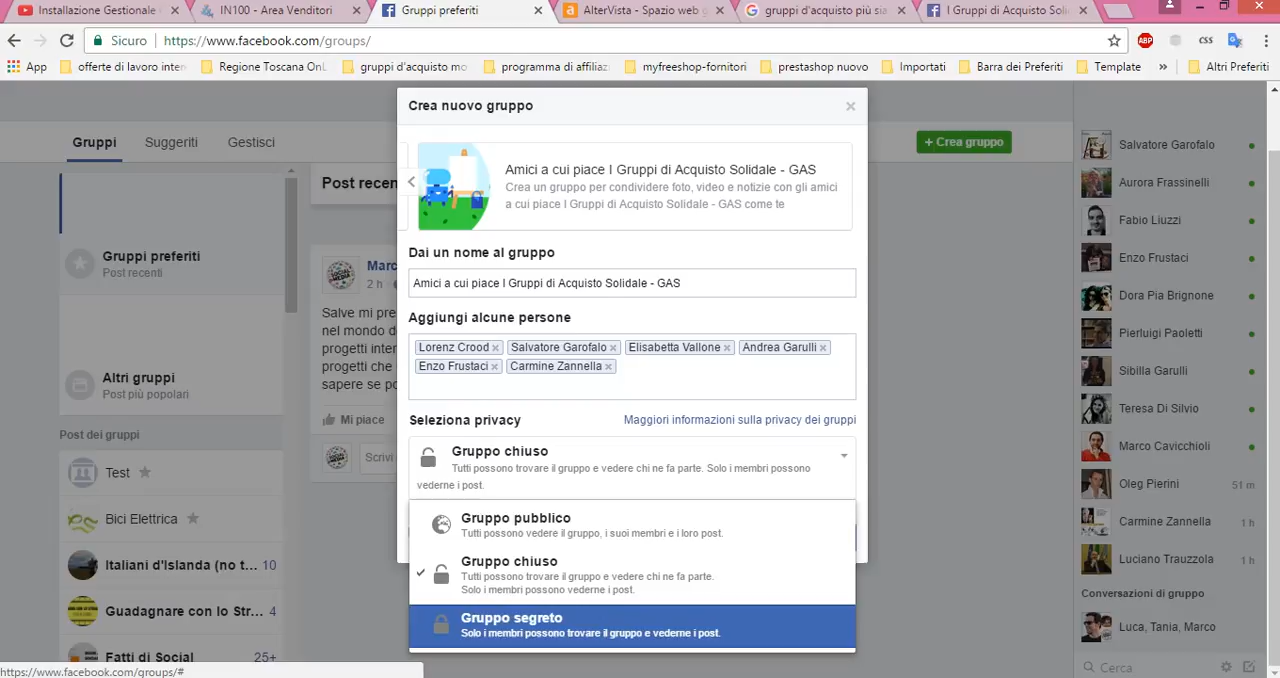 Installazione Gestionale
IN100 - Area Venditori
Gruppi preferiti
AlterVista - Spazio web g
gruppi d'acquisto più sia
I Gruppi di Acquisto Soli
Sicuro
https://www.facebook.com/groups/
ABP
CSS
App
offerte di lavoro inter
Regione Toscana OnL
gruppi d'acquisto mo
programma di affiliaz
myfreeshop-fornitori
prestashop nuovo
Importati
Barra dei Preferiti
Template
»
Altri Preferiti
Gruppi
Suggeriti
Gestisci
+ Crea gruppo
Gruppi preferiti
Post recenti
Altri gruppi
Post più popolari
Post dei gruppi
Test
Bici Elettrica
Italiani d'Islanda (no t... 10
Guadagnare con lo Str... 4
Fatti di Social 25+
https://www.facebook.com/groups/#
Post recen
Marc
2 h
Salve mi pre
nel mondo de
progetti inter
progetti che
sapere se po
Mi piace
Scrivi
Crea nuovo gruppo
Amici a cui piace I Gruppi di Acquisto Solidale - GAS
Crea un gruppo per condividere foto, video e notizie con gli amici
a cui piace I Gruppi di Acquisto Solidale - GAS come te
Dai un nome al gruppo
Amici a cui piace I Gruppi di Acquisto Solidale - GAS
Aggiungi alcune persone
Lorenz Crood × Salvatore Garofalo × Elisabetta Vallone × Andrea Garulli ×
Enzo Frustaci × Carmine Zannella ×
Seleziona privacy
Maggiori informazioni sulla privacy dei gruppi
Gruppo chiuso
Tutti possono trovare il gruppo e vedere chi ne fa parte. Solo i membri possono
vederne i post.
Gruppo pubblico
Tutti possono vedere il gruppo, i suoi membri e i loro post.
Gruppo chiuso
Tutti possono trovare il gruppo e vedere chi ne fa parte.
Solo i membri possono vederne i post.
Gruppo segreto
Solo i membri possono trovare il gruppo e vederne i post.
Salvatore Garofalo
Aurora Frassinelli
Fabio Liuzzi
Enzo Frustaci
Dora Pia Brignone
Pierluigi Paoletti
Sibilla Garulli
Teresa Di Silvio
Marco Cavicchioli
Oleg Pierini 51 m
Carmine Zannella 1 h
Luciano Trauzzola 1 h
Conversazioni di gruppo
Luca, Tania, Marco
Cerca